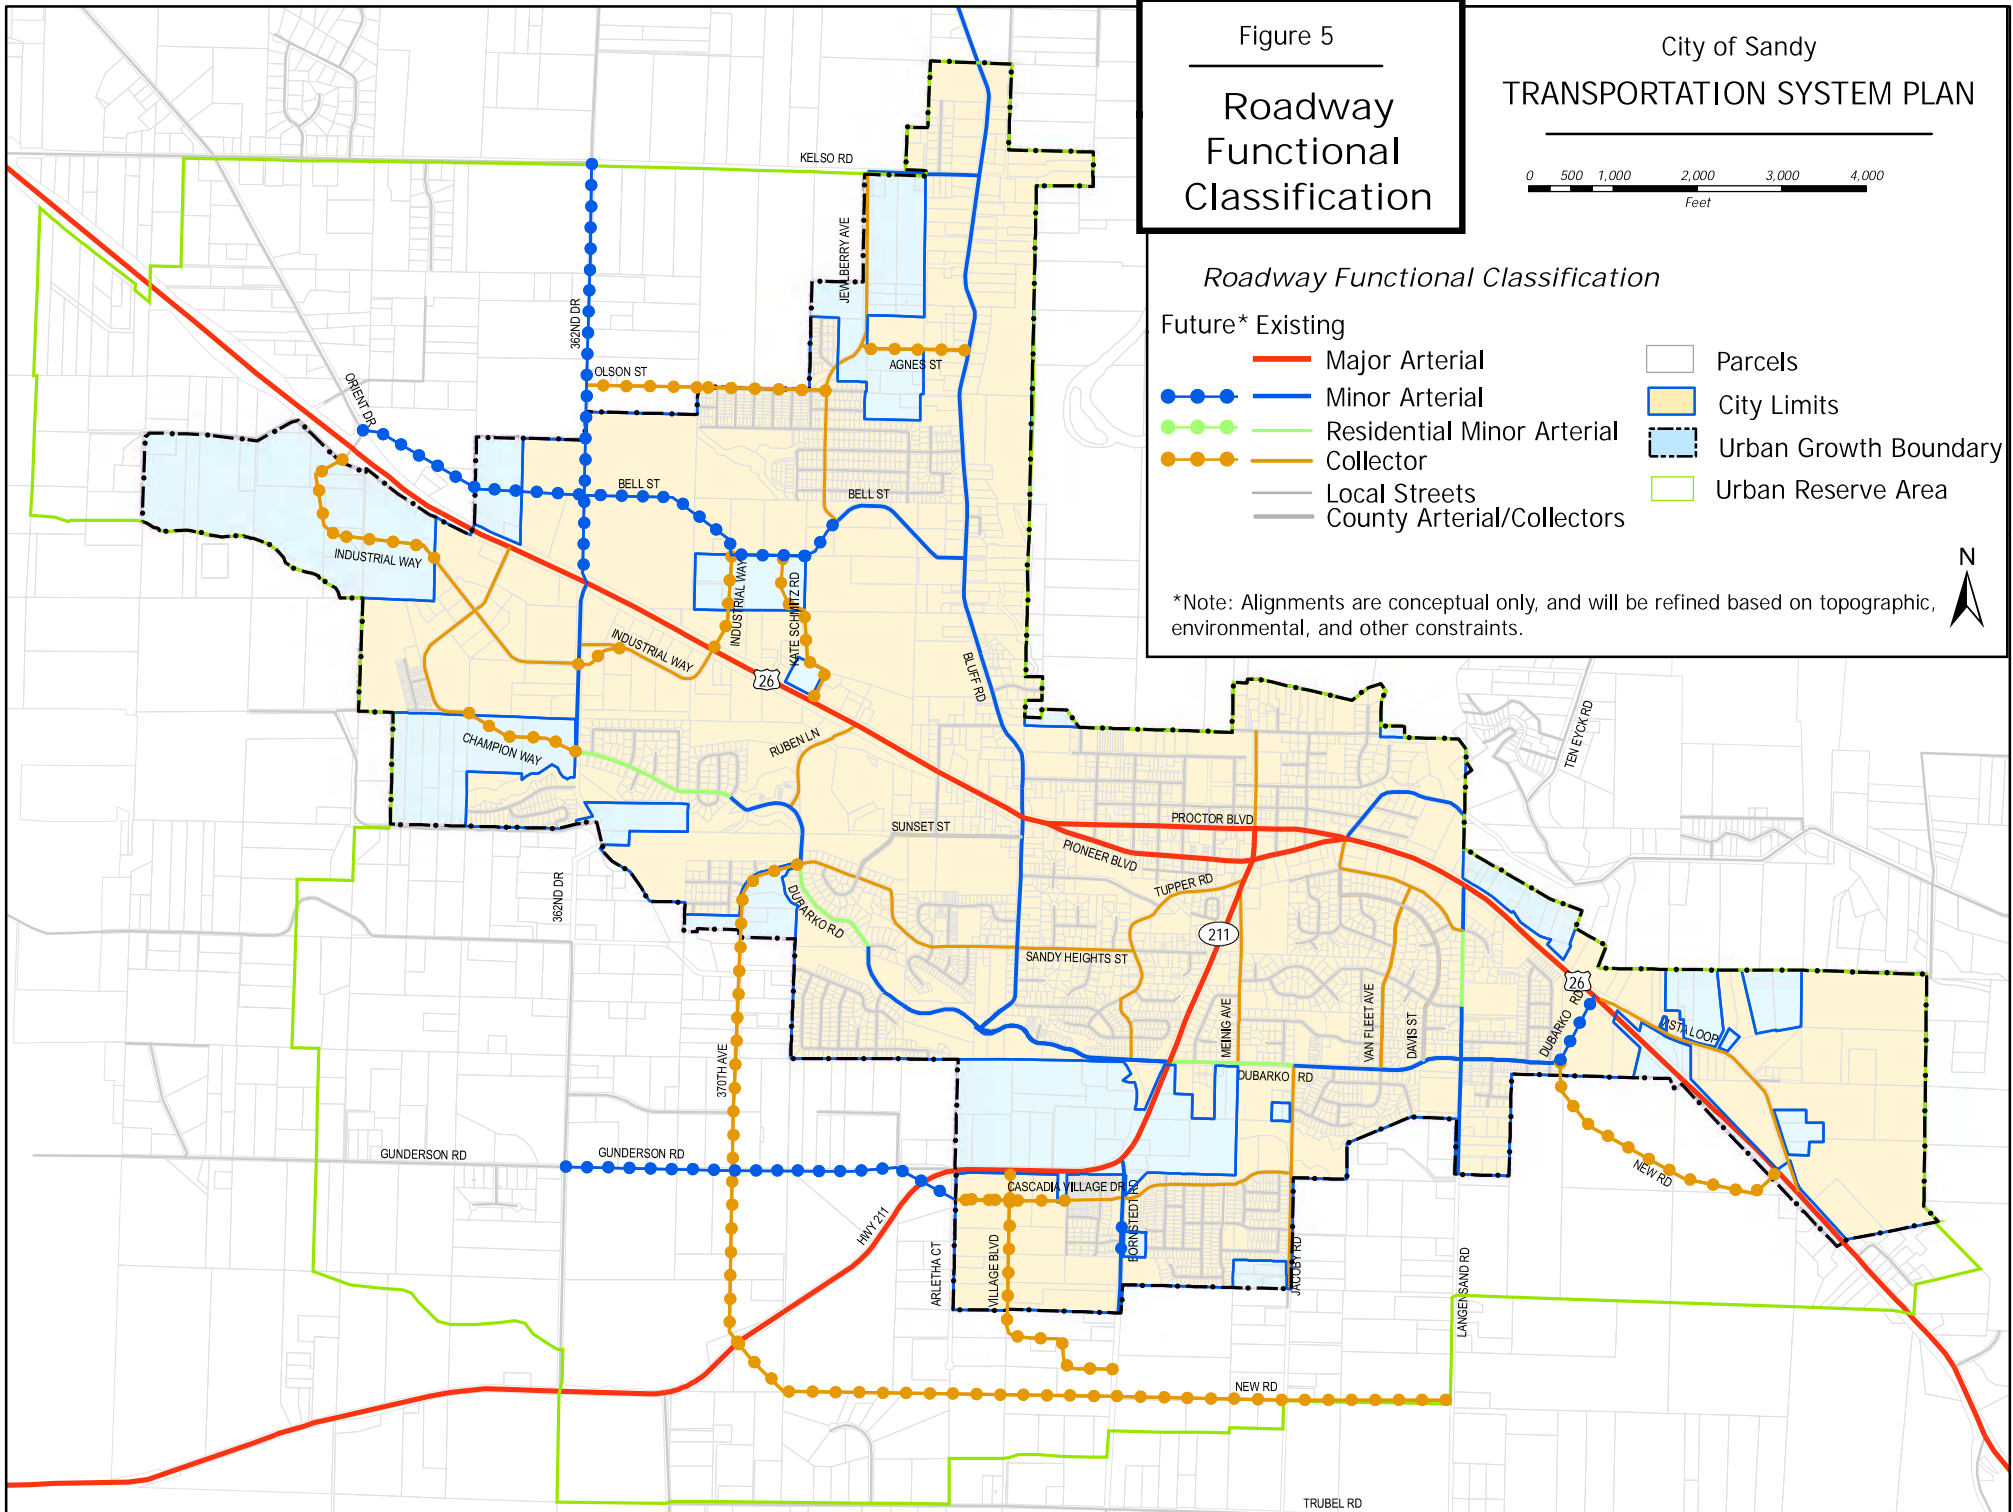 Figure 5
Roadway
Functional
Classification
City of Sandy
TRANSPORTATION SYSTEM PLAN
0 500 1,000 2,000 3,000 4,000
Feet
Roadway Functional Classification
Future* Existing
Major Arterial
Minor Arterial
Residential Minor Arterial
Collector
Local Streets
County Arterial/Collectors
Parcels
City Limits
Urban Growth Boundary
Urban Reserve Area
N
*Note: Alignments are conceptual only, and will be refined based on topographic,
environmental, and other constraints.
KELSO RD
JEWELBERRY AVE
362ND DR
OLSON ST
AGNES ST
ORIENT DR
BELL ST
BELL ST
INDUSTRIAL WAY
INDUSTRIAL WAY
INDUSTRIAL WAY
KATE SCHMITZ RD
26
BLUFF RD
TEN EYCK RD
CHAMPION WAY
RUBEN LN
SUNSET ST
PROCTOR BLVD
PIONEER BLVD
TUPPER RD
362ND DR
DUBARKO RD
211
SANDY HEIGHTS ST
26
MEINIG AVE
VAN FLEET AVE
DAVIS ST
DUBARKO RD
VISTA LOOP
370TH AVE
DUBARKO RD
GUNDERSON RD
GUNDERSON RD
CASCADIA VILLAGE DR
BORNSTEDT RD
NEW RD
HWY 211
ARLETHA CT
VILLAGE BLVD
JACOBY RD
LANGENSAND RD
NEW RD
TRUBEL RD